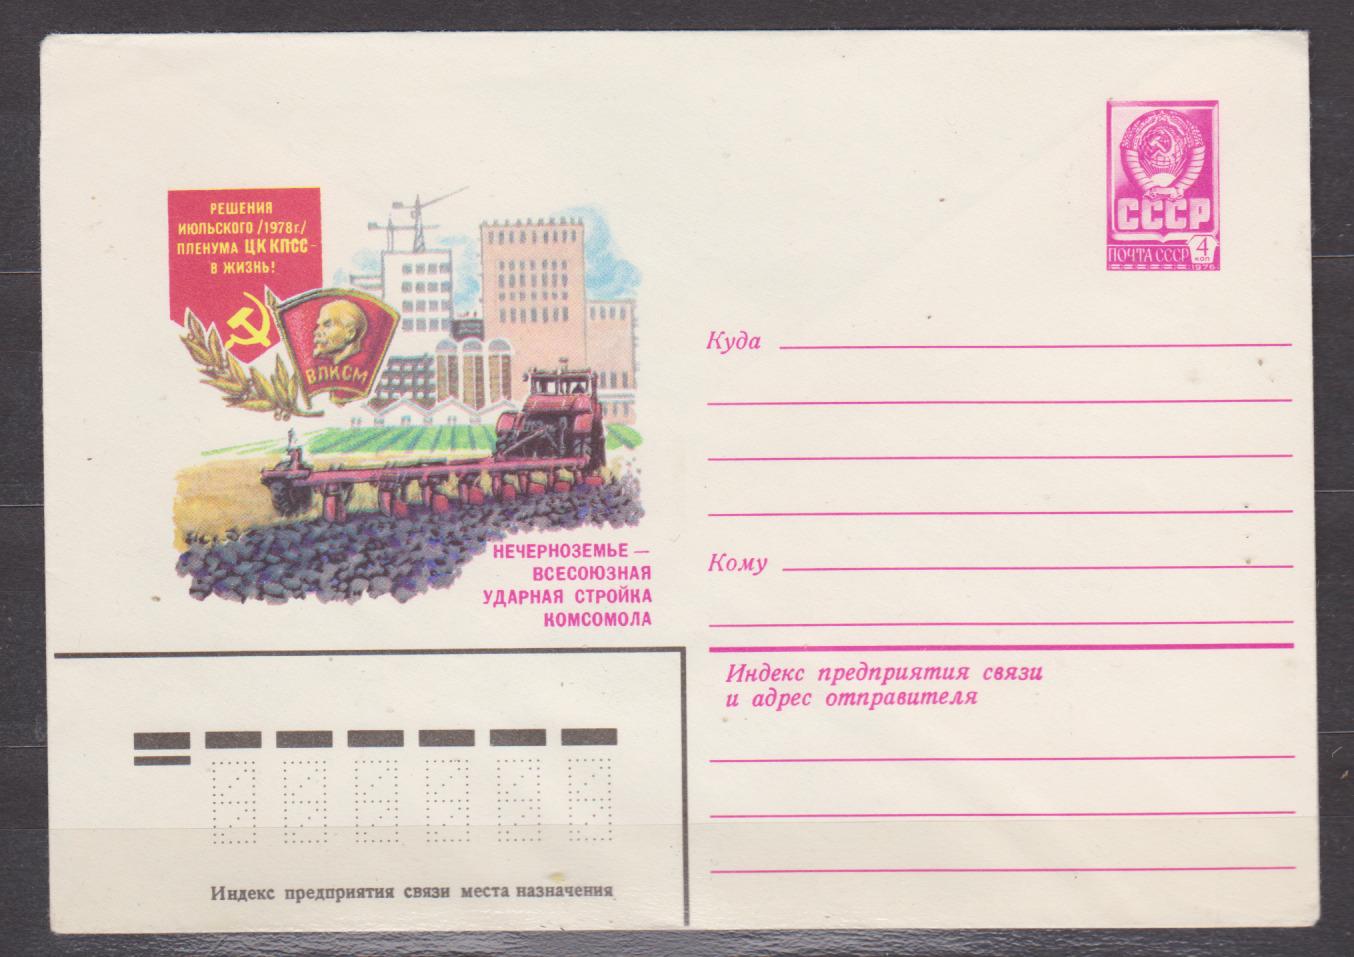 РЕШЕНИЯ
ИЮЛЬСКОГО /1978 г./
ПЛЕНУМА ЦК КПСС –
В ЖИЗНЬ!
ВЛКСМ
НЕЧЕРНОЗЕМЬЕ —
ВСЕСОЮЗНАЯ
УДАРНАЯ СТРОЙКА
КОМСОМОЛА
СССР
ПОЧТА СССР 4
КОП
1976
Куда
Кому
Индекс предприятия связи
и адрес отправителя
Индекс предприятия связи места назначения